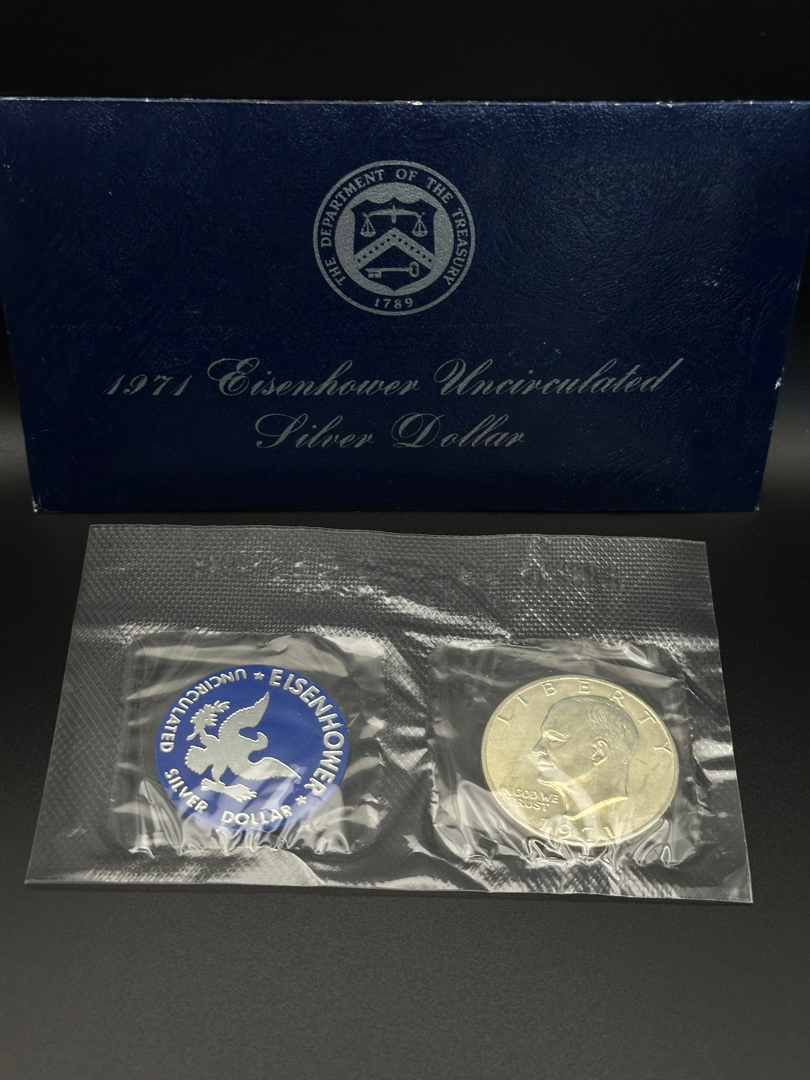 THE DEPARTMENT OF THE TREASURY
1789
1971 Eisenhower Uncirculated
Silver Dollar
EISENHOWER
UNCIRCULATED
SILVER DOLLAR
LIBERTY
IN GOD WE
TRUST
1971